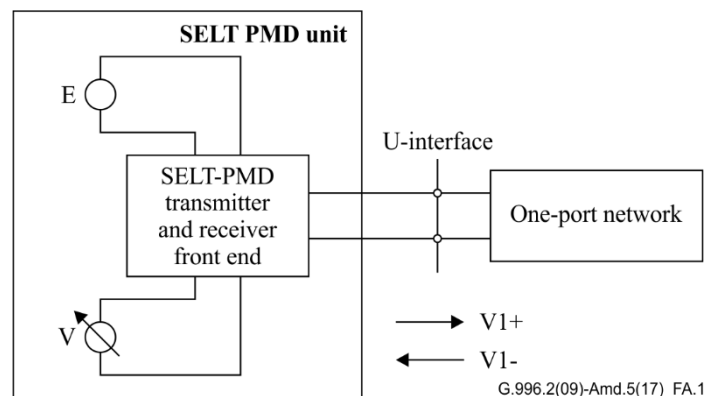 SELT PMD unit
E
U-interface
SELT-PMD
transmitter
and receiver
front end
One-port network
V
V1+
V1-
G.996.2(09)-Amd.5(17)_FA.1